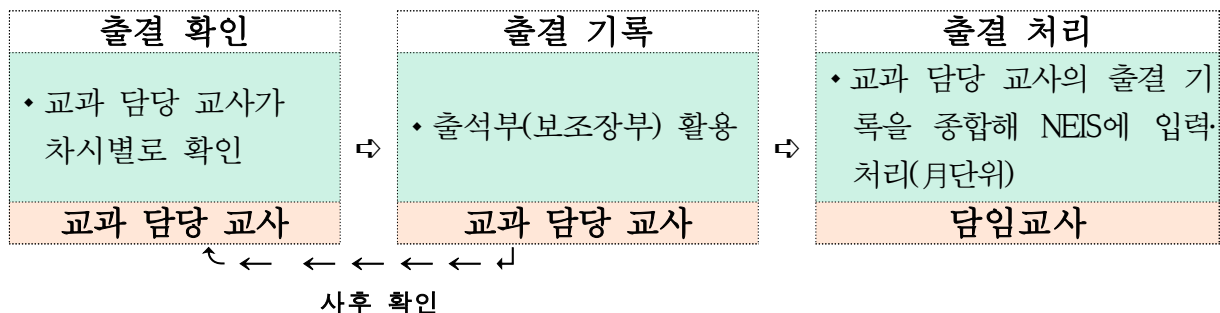 출결 확인
◆ 교과 담당 교사가
차시별로 확인
교과 담당 교사
⇨
출결 기록
◆ 출석부(보조장부) 활용
교과 담당 교사
⇨
출결 처리
◆ 교과 담당 교사의 출결 기
록을 종합해 NEIS에 입력·
처리(月단위)
담임교사
사후 확인